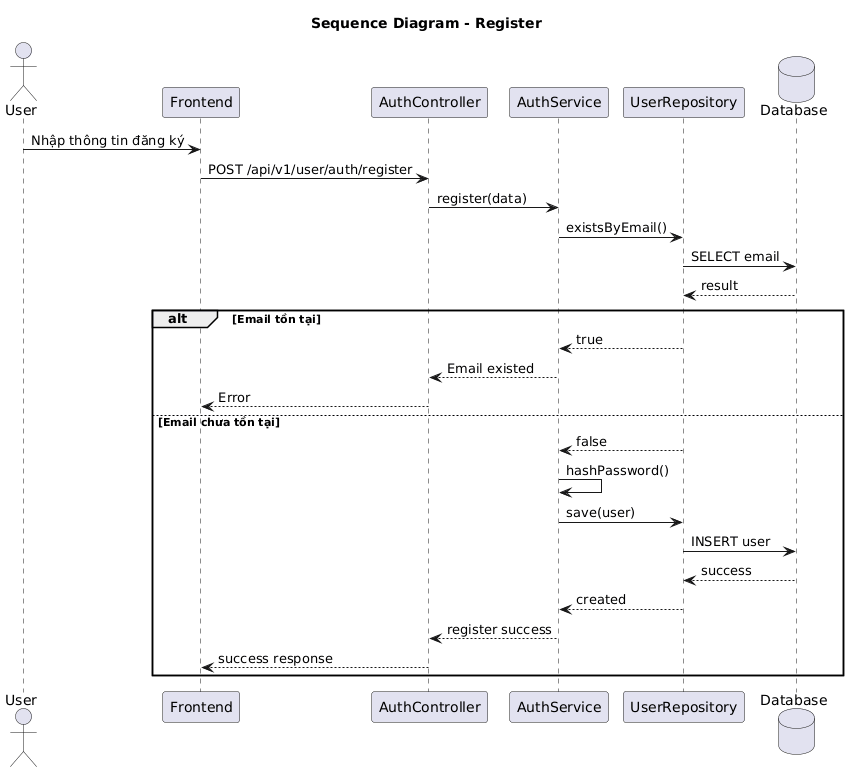 Sequence Diagram - Register
User
Frontend
AuthController
AuthService
UserRepository
Database
Nhập thông tin đăng ký
POST /api/v1/user/auth/register
register(data)
existsByEmail()
SELECT email
result
alt [Email tồn tại]
true
Email existed
Error
[Email chưa tồn tại]
false
hashPassword()
save(user)
INSERT user
success
created
register success
success response
User
Frontend
AuthController
AuthService
UserRepository
Database